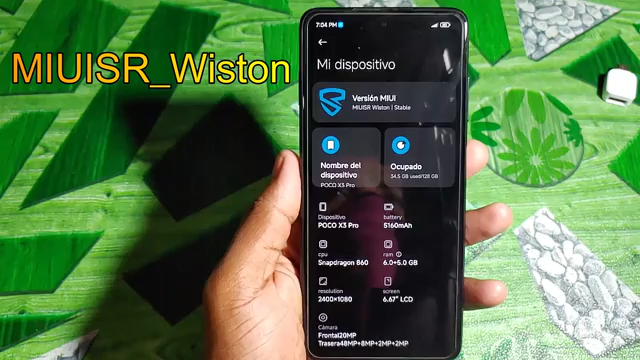 MIUISR_Wiston
7:04 PM
Mi dispositivo
Versión MIUI
MIUISR Wiston | Stable
Nombre del
dispositivo
POCO X3 Pro
Ocupado
34.5 GB used/128 GB
Dispositivo
POCO X3 Pro
battery
5160mAh
cpu
Snapdragon 860
ram
6.0+5.0 GB
resolution
2400×1080
screen
6.67" LCD
Cámara
Frontal20MP
Trasera48MP+8MP+2MP+2MP